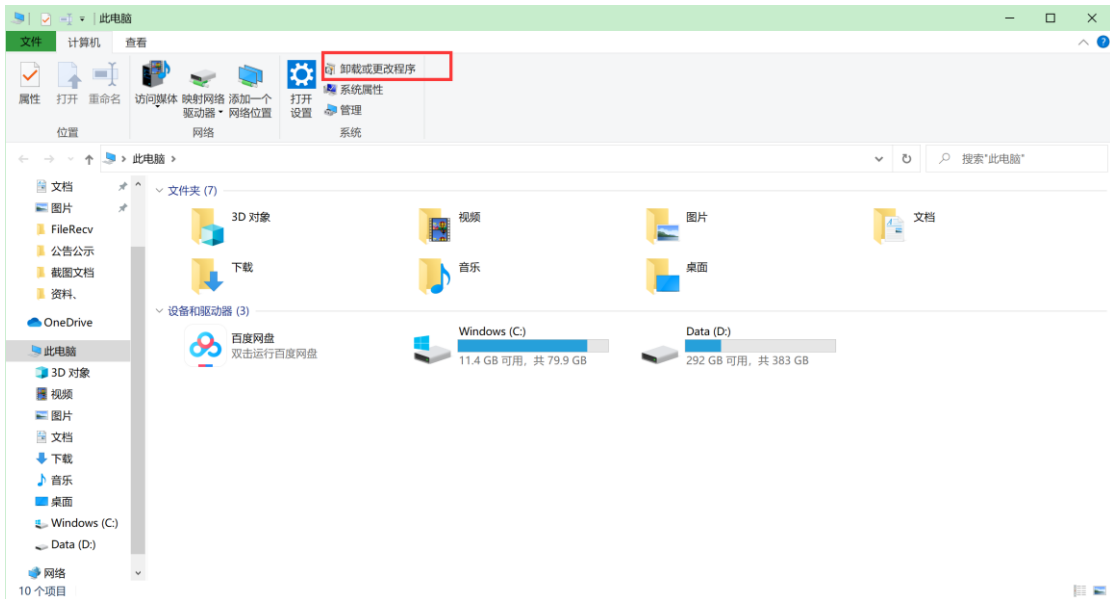 此电脑
文件 计算机 查看
属性 打开 重命名 访问媒体 映射网络驱动器 添加一个网络位置 打开设置 卸载或更改程序
系统属性
管理
位置 网络 系统
此电脑 搜索"此电脑"
文档
图片
FileRecv
公告公示
截图文档
资料、
OneDrive
此电脑
3D 对象
视频
图片
文档
下载
音乐
桌面
Windows (C:)
Data (D:)
网络
文件夹 (7)
3D 对象 视频 图片 文档
下载 音乐 桌面
设备和驱动器 (3)
百度网盘
双击运行百度网盘
Windows (C:)
11.4 GB 可用，共 79.9 GB
Data (D:)
292 GB 可用，共 383 GB
10 个项目